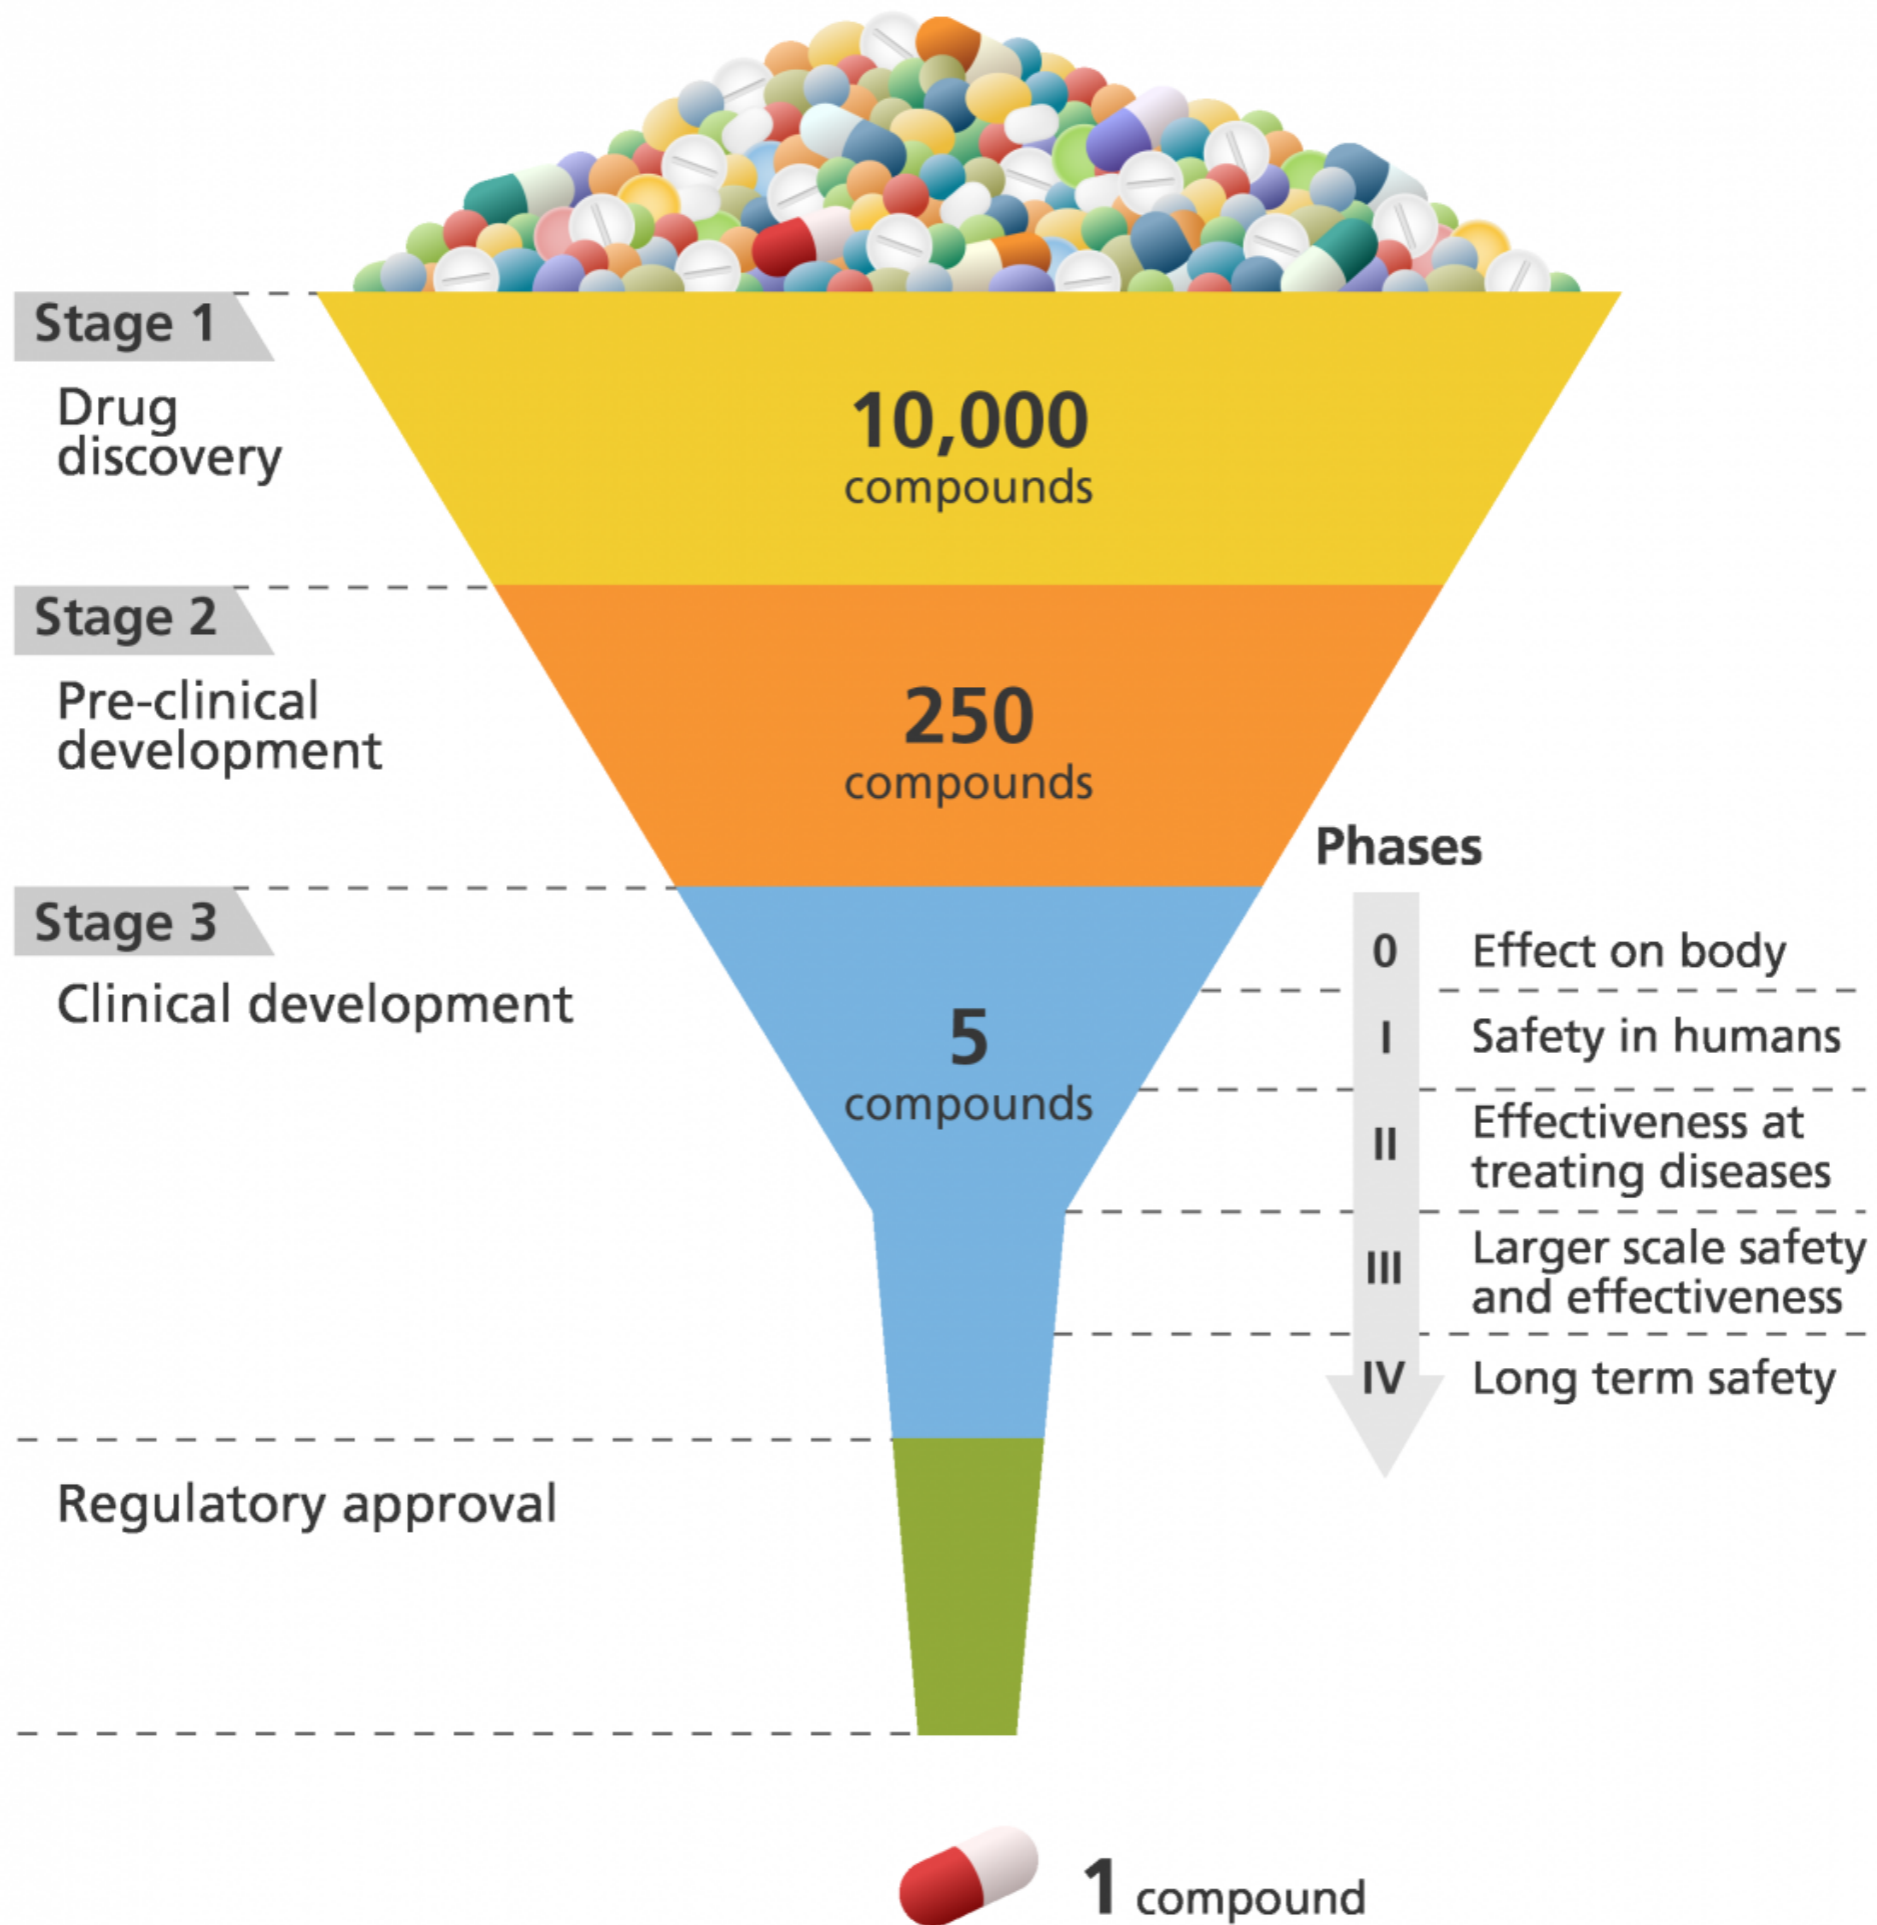 Stage 1
Drug
discovery
10,000
compounds
Stage 2
Pre-clinical
development
250
compounds
Stage 3
Clinical development
5
compounds
Phases
0 Effect on body
I Safety in humans
II Effectiveness at
treating diseases
III Larger scale safety
and effectiveness
IV Long term safety
Regulatory approval
1 compound